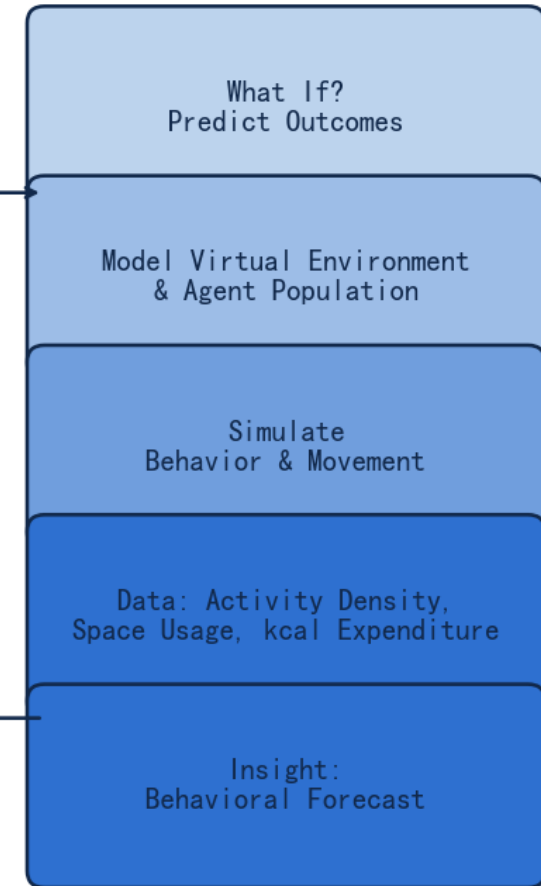 What If?
Predict Outcomes
Model Virtual Environment
& Agent Population
Simulate
Behavior & Movement
Data: Activity Density,
Space Usage, kcal Expenditure
Insight:
Behavioral Forecast